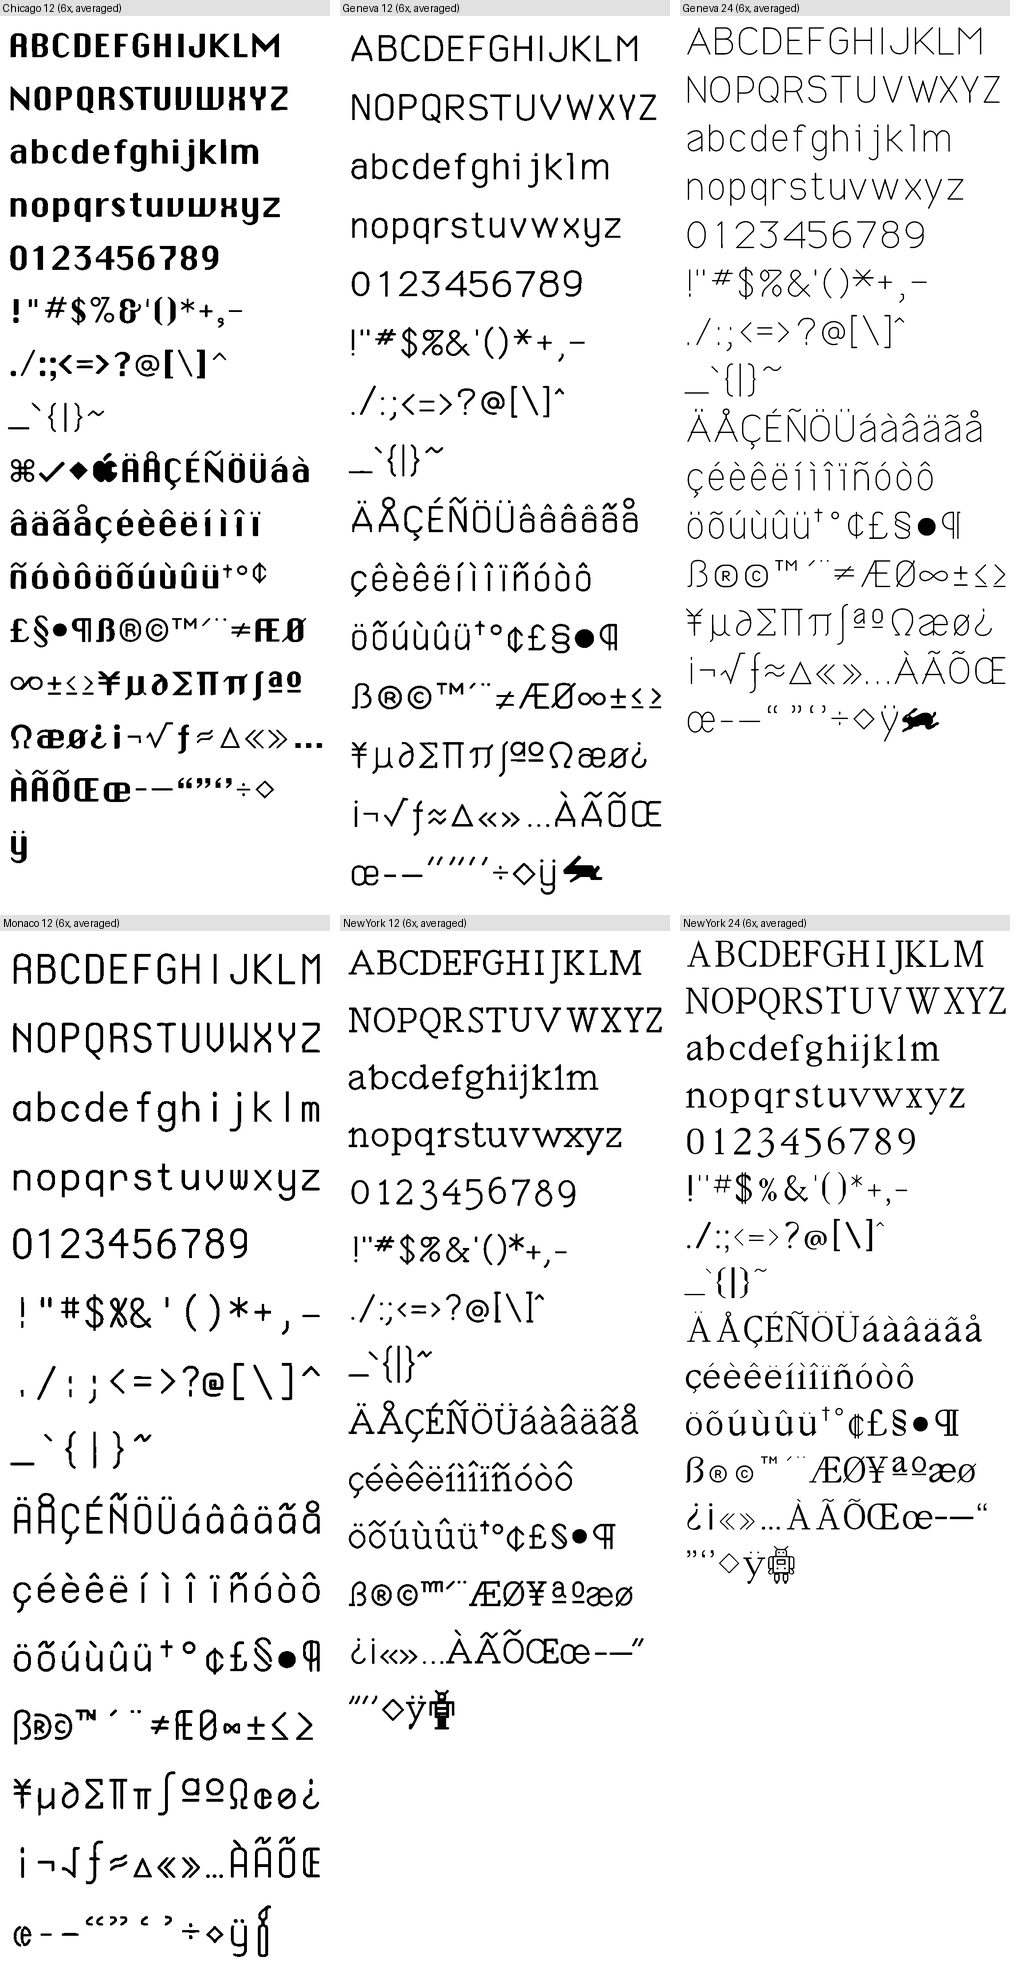 Chicago 12 (6x, averaged)
ABCDEFGHIJKLM
NOPQRSTUVWXYZ
abcdefghijklm
nopqrstuvwxyz
0123456789
!"#$%&'()*+,-
./:;<=>?@[\]^
_`{|}~
⌘✓◆ÄÅÇÉÑÖÜáà
âäãåçéèêëíìîï
ñóòôöõúùûü†°¢
£§•¶ß®©™´¨≠ÆØ
∞±≤≥¥µ∂∑∏π∫ªº
Ωæø¿¡¬√ƒ≈∆«»…
ÀÃÕŒœ–—“”‘’÷◊
ÿ
Geneva 12 (6x, averaged)
ABCDEFGHIJKLM
NOPQRSTUVWXYZ
abcdefghijklm
nopqrstuvwxyz
0123456789
!"#$%&'()*+,-
./:;<=>?@[\]^
_`{|}~
ÄÅÇÉÑÖÜâââäãå
çêèêëíìîïñóòô
öõúùûü†°¢£§•¶
ß®©™´¨≠ÆØ∞±≤≥
¥µ∂∑∏π∫ªºΩæø¿
¡¬√ƒ≈∆«»…ÀÃÕŒ
œ–—“”‘’÷◊ÿ
Geneva 24 (6x, averaged)
ABCDEFGHIJKLM
NOPQRSTUVWXYZ
abcdefghijklm
nopqrstuvwxyz
0123456789
!"#$%&'()*+,-
./:;<=>?@[\]^
_`{|}~
ÄÅÇÉÑÖÜáàâäãå
çéèêëíìîïñóòô
öõúùûü†°¢£§•¶
ß®©™´¨≠ÆØ∞±≤≥
¥µ∂∑∏π∫ªºΩæø¿
¡¬√ƒ≈∆«»…ÀÃÕŒ
œ–—“”‘’÷◊ÿ
Monaco 12 (6x, averaged)
ABCDEFGHIJKLM
NOPQRSTUVWXYZ
abcdefghijklm
nopqrstuvwxyz
0123456789
!"#$%&'()*+,-
./:;<=>?@[\]^
_`{|}~
ÄÅÇÉÑÖÜáâââäãå
çéèêëíìîïñóòô
öõúùûü†°¢£§•¶
ß®©™´¨≠ÆØ∞±≤≥
¥µ∂∑∏π∫ªºΩæø¿
¡¬√ƒ≈∆«»…ÀÃÕŒ
œ–—“”‘’÷◊ÿ
NewYork 12 (6x, averaged)
ABCDEFGHIJKLM
NOPQRSTUVWXYZ
abcdefghijklm
nopqrstuvwxyz
0123456789
!"#$%&'()*+,-
./:;<=>?@[\]^
_`{|}~
ÄÅÇÉÑÖÜáàâäãå
çéèêëíìîïñóòô
öõúùûü†°¢£§•¶
ß®©™´¨ÆØ¥ªºæø
¿¡«»…ÀÃÕŒœ–—“
”‘’◊ÿ
NewYork 24 (6x, averaged)
ABCDEFGHIJKLM
NOPQRSTUVWXYZ
abcdefghijklm
nopqrstuvwxyz
0123456789
!"#$%&'()*+,-
./:;<=>?@[\]^
_`{|}~
ÄÅÇÉÑÖÜáàâäãå
çéèêëíìîïñóòô
öõúùûü†°¢£§•¶
ß®©™´¨ÆØ¥ªºæø
¿¡«»…ÀÃÕŒœ–—“
”‘’◊ÿ